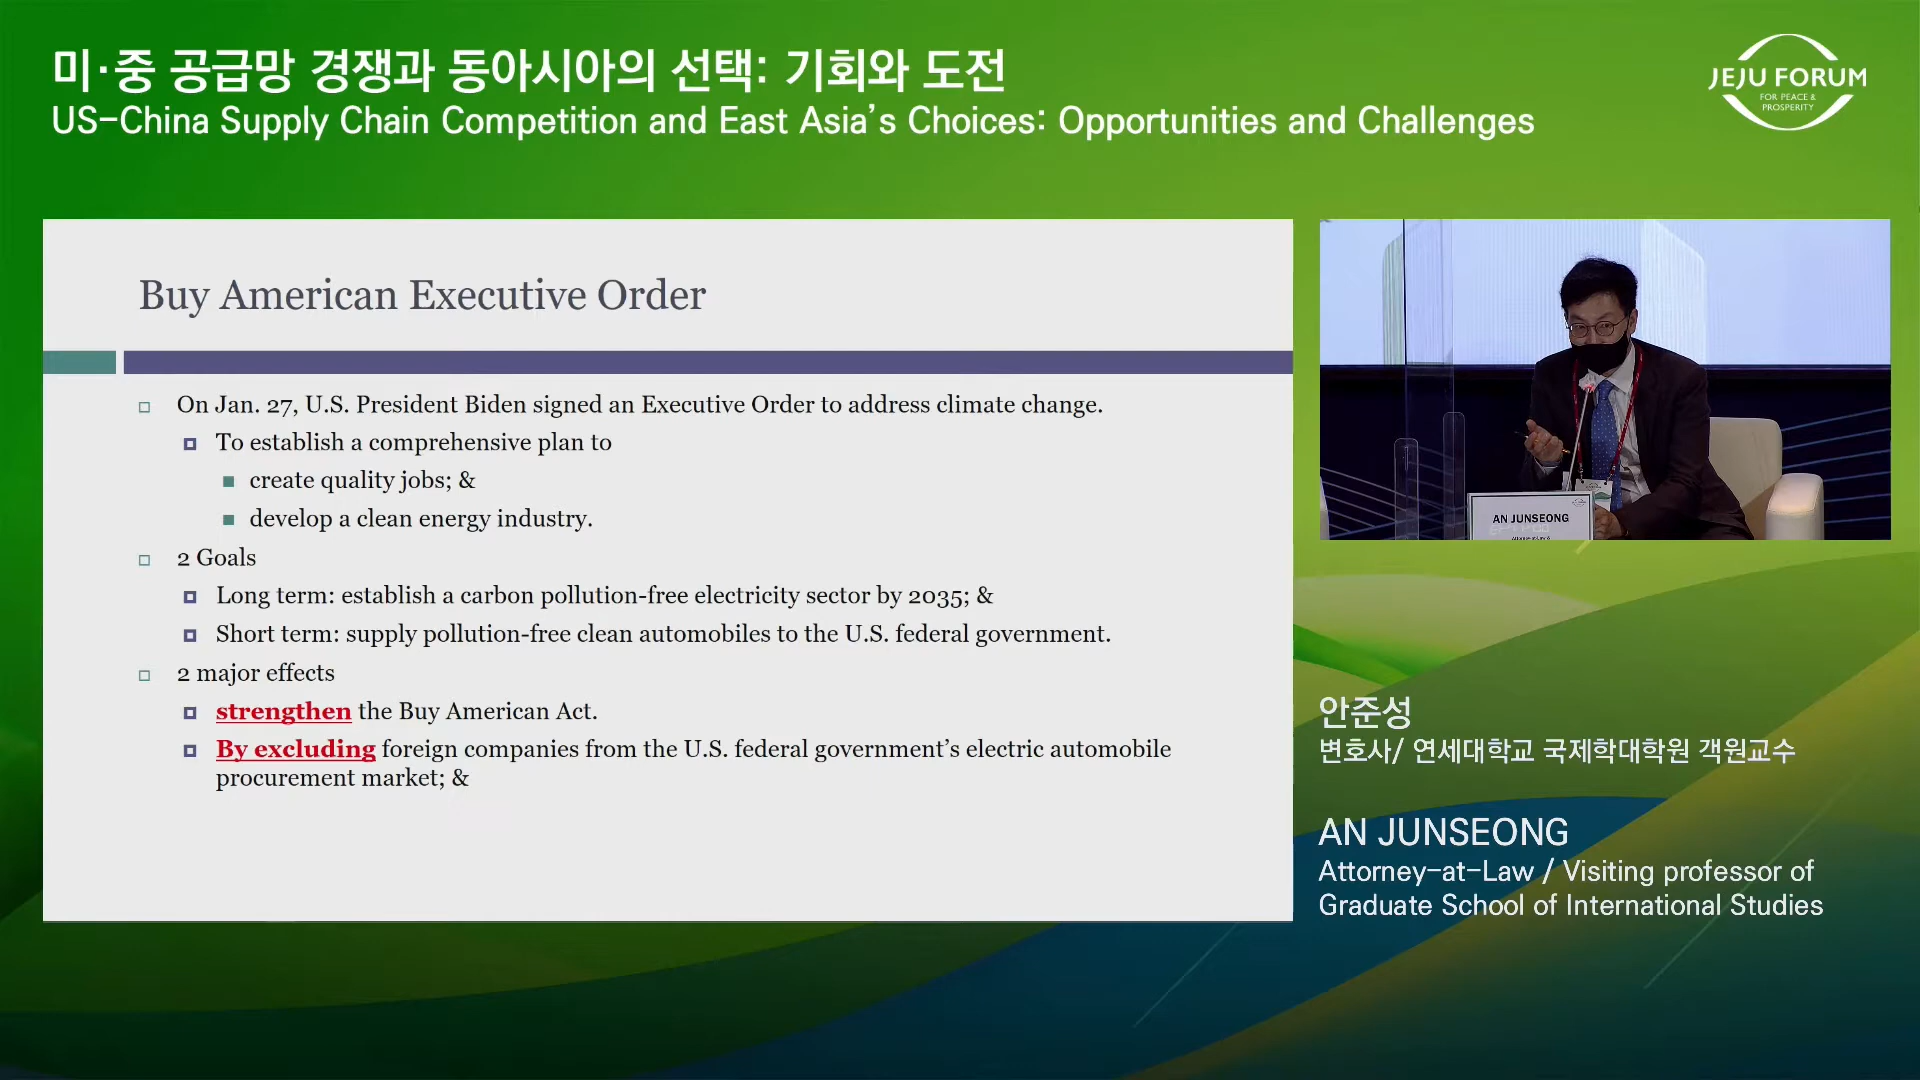 미·중 공급망 경쟁과 동아시아의 선택: 기회와 도전
US-China Supply Chain Competition and East Asia's Choices: Opportunities and Challenges
JEJU FORUM
FOR PEACE &
PROSPERITY
Buy American Executive Order
On Jan. 27, U.S. President Biden signed an Executive Order to address climate change.
To establish a comprehensive plan to
create quality jobs; &
develop a clean energy industry.
2 Goals
Long term: establish a carbon pollution-free electricity sector by 2035; &
Short term: supply pollution-free clean automobiles to the U.S. federal government.
2 major effects
strengthen the Buy American Act.
By excluding foreign companies from the U.S. federal government's electric automobile
procurement market; &
AN JUNSEONG
Attorney-at-Law &
안준성
변호사/ 연세대학교 국제학대학원 객원교수
AN JUNSEONG
Attorney-at-Law / Visiting professor of
Graduate School of International Studies